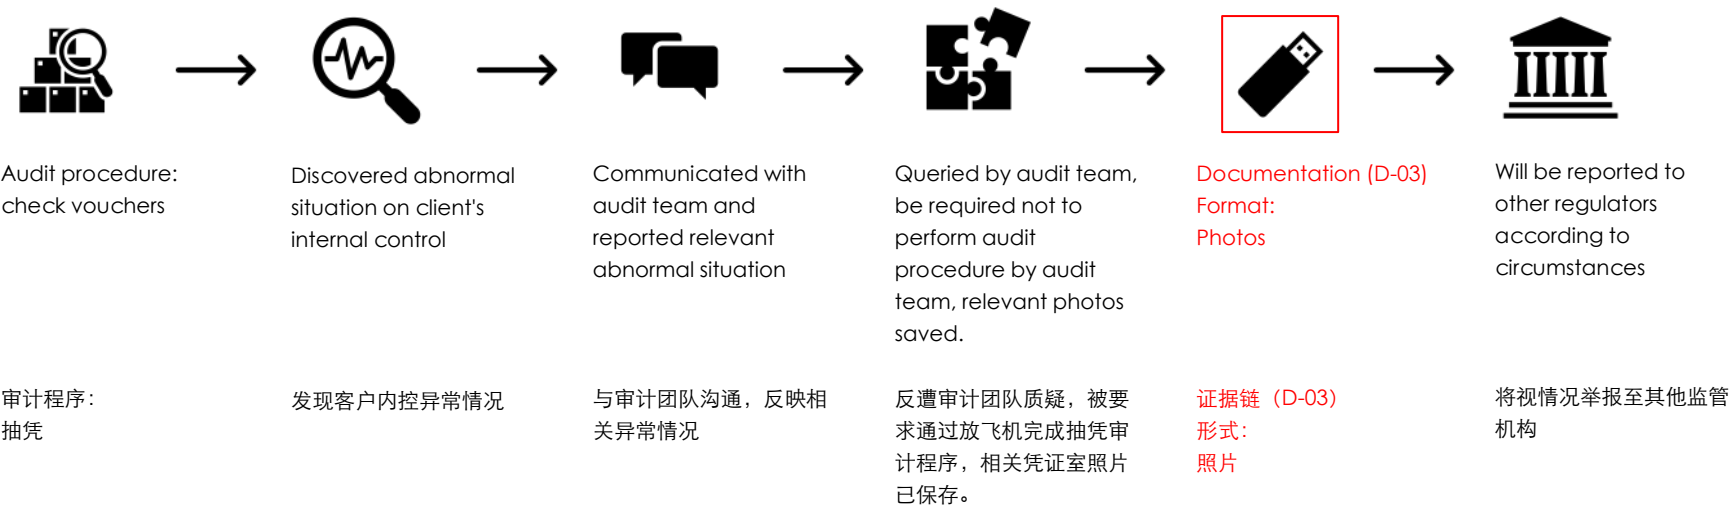 Audit procedure:
check vouchers
Discovered abnormal
situation on client's
internal control
Communicated with
audit team and
reported relevant
abnormal situation
Queried by audit team,
be required not to
perform audit
procedure by audit
team, relevant photos
saved.
Documentation (D-03)
Format:
Photos
Will be reported to
other regulators
according to
circumstances
审计程序：
抽凭
发现客户内控异常情况
与审计团队沟通，反映相
关异常情况
反遭审计团队质疑，被要
求通过放飞机完成抽凭审
计程序，相关凭证室照片
已保存。
证据链（D-03）
形式：
照片
将视情况举报至其他监管
机构